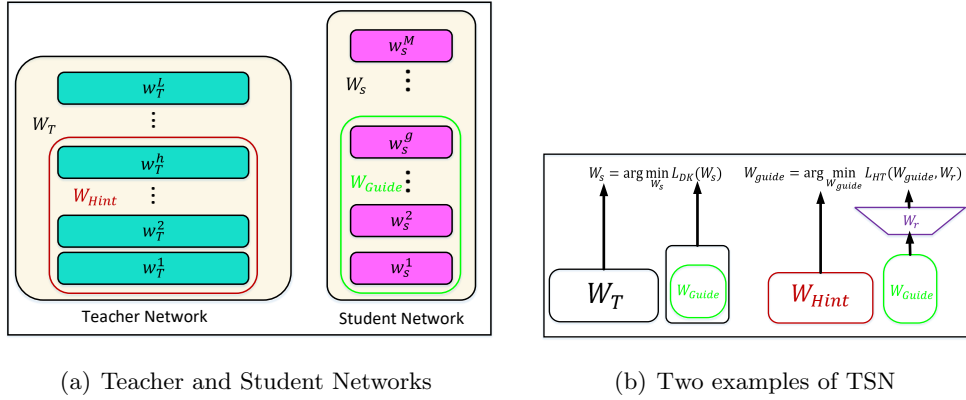 w_T^L
W_T
w_T^h
W_Hint
w_T^2
w_T^1
Teacher Network
w_s^M
W_s
w_s^g
W_Guide
w_s^2
w_s^1
Student Network
(a) Teacher and Student Networks
W_s = arg min_{W_s} L_DK(W_s)
W_guide = arg min_{W_guide} L_HT(W_guide, W_r)
W_r
W_T
W_Guide
W_Hint
W_Guide
(b) Two examples of TSN